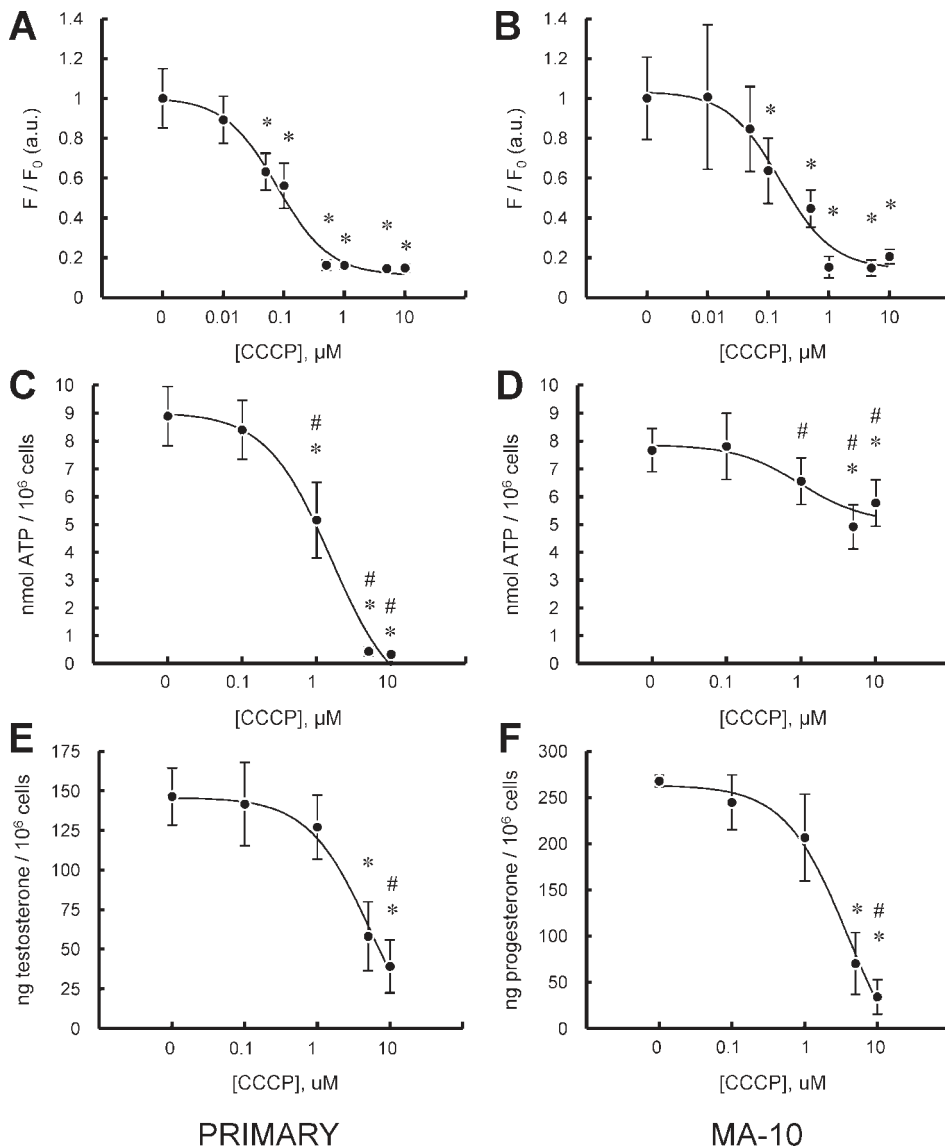 A
B
1.4
1.2
1
0.8
0.6
0.4
0.2
0
F / F0 (a.u.)
* * * * * *
0 0.01 0.1 1 10
[CCCP], µM
1.4
1.2
1
0.8
0.6
0.4
0.2
0
F / F0 (a.u.)
* * * * *
0 0.01 0.1 1 10
[CCCP], µM
C
D
10
9
8
7
6
5
4
3
2
1
0
nmol ATP / 10⁶ cells
#
*
#
*
#
*
0 0.1 1 10
[CCCP], µM
10
9
8
7
6
5
4
3
2
1
0
nmol ATP / 10⁶ cells
#
#
*
#
*
0 0.1 1 10
[CCCP], µM
E
F
175
150
125
100
75
50
25
0
ng testosterone / 10⁶ cells
*
#
*
0 0.1 1 10
[CCCP], uM
300
250
200
150
100
50
0
ng progesterone / 10⁶ cells
*
#
*
0 0.1 1 10
[CCCP], uM
PRIMARY
MA-10